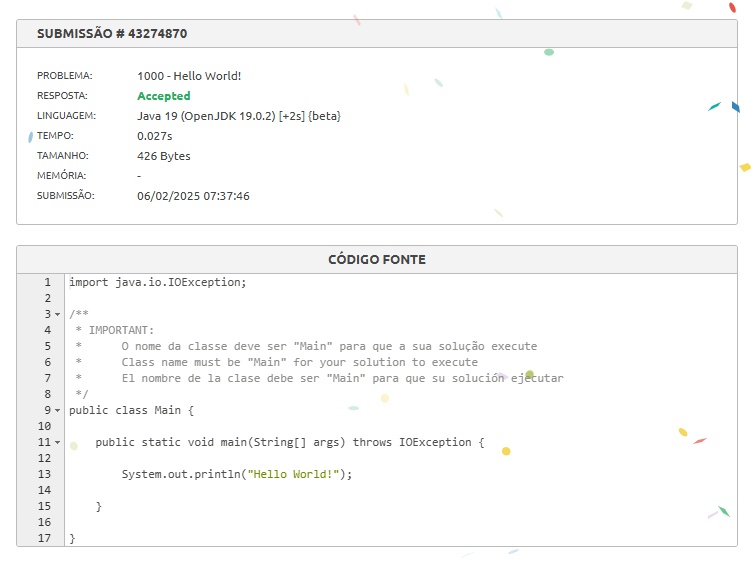 SUBMISSÃO # 43274870
PROBLEMA: 1000 - Hello World!
RESPOSTA: Accepted
LINGUAGEM: Java 19 (OpenJDK 19.0.2) [+2s] {beta}
TEMPO: 0.027s
TAMANHO: 426 Bytes
MEMÓRIA: -
SUBMISSÃO: 06/02/2025 07:37:46
CÓDIGO FONTE
1 import java.io.IOException;
2
3 /**
4  * IMPORTANT:
5  *      O nome da classe deve ser "Main" para que a sua solução execute
6  *      Class name must be "Main" for your solution to execute
7  *      El nombre de la clase debe ser "Main" para que su solución ejecutar
8  */
9 public class Main {
10
11     public static void main(String[] args) throws IOException {
12
13         System.out.println("Hello World!");
14
15     }
16
17 }